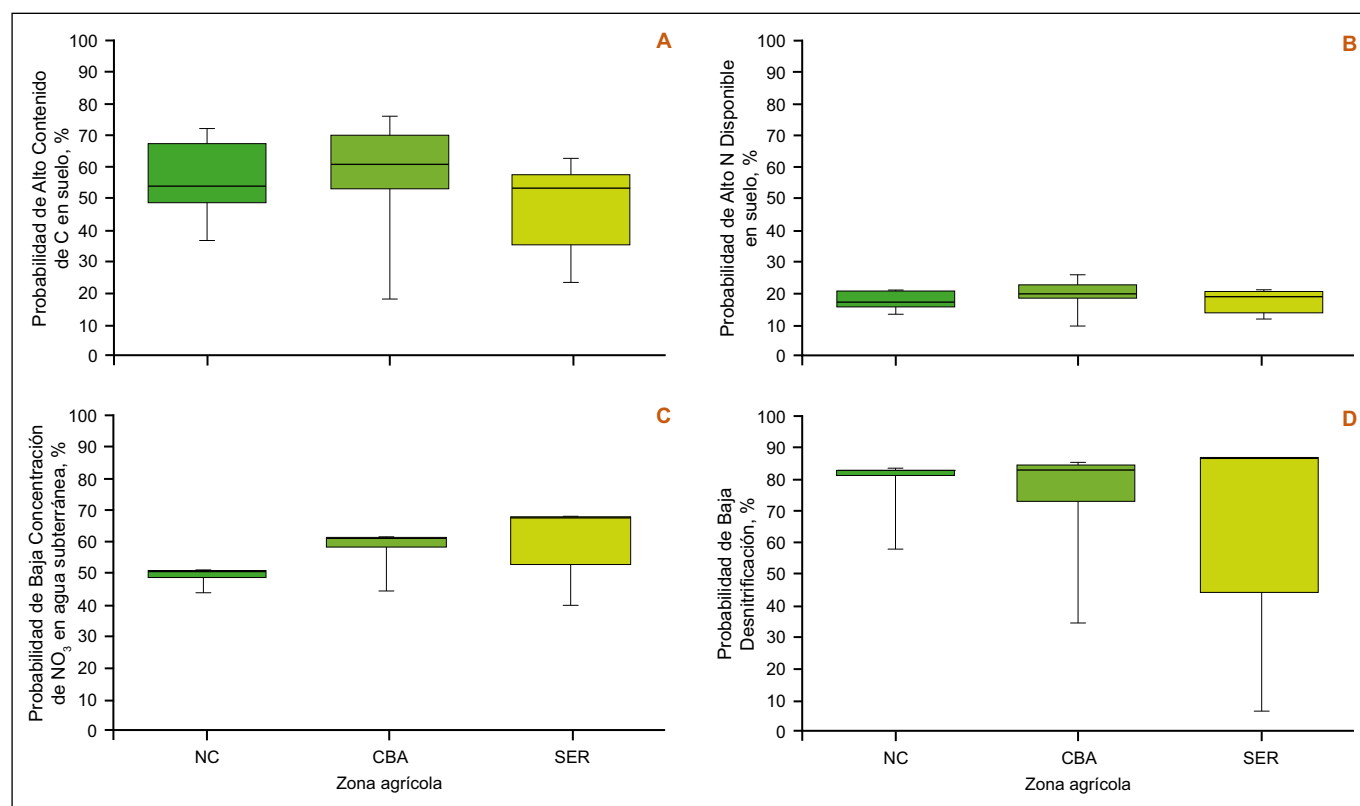 A
Probabilidad de Alto Contenido
de C en suelo, %
100
90
80
70
60
50
40
30
20
10
0
B
Probabilidad de Alto N Disponible
en suelo, %
100
90
80
70
60
50
40
30
20
10
0
C
Probabilidad de Baja Concentración
de NO3 en agua subterránea, %
100
90
80
70
60
50
40
30
20
10
0
NC CBA SER
Zona agrícola
D
Probabilidad de Baja
Desnitrificación, %
100
90
80
70
60
50
40
30
20
10
0
NC CBA SER
Zona agrícola